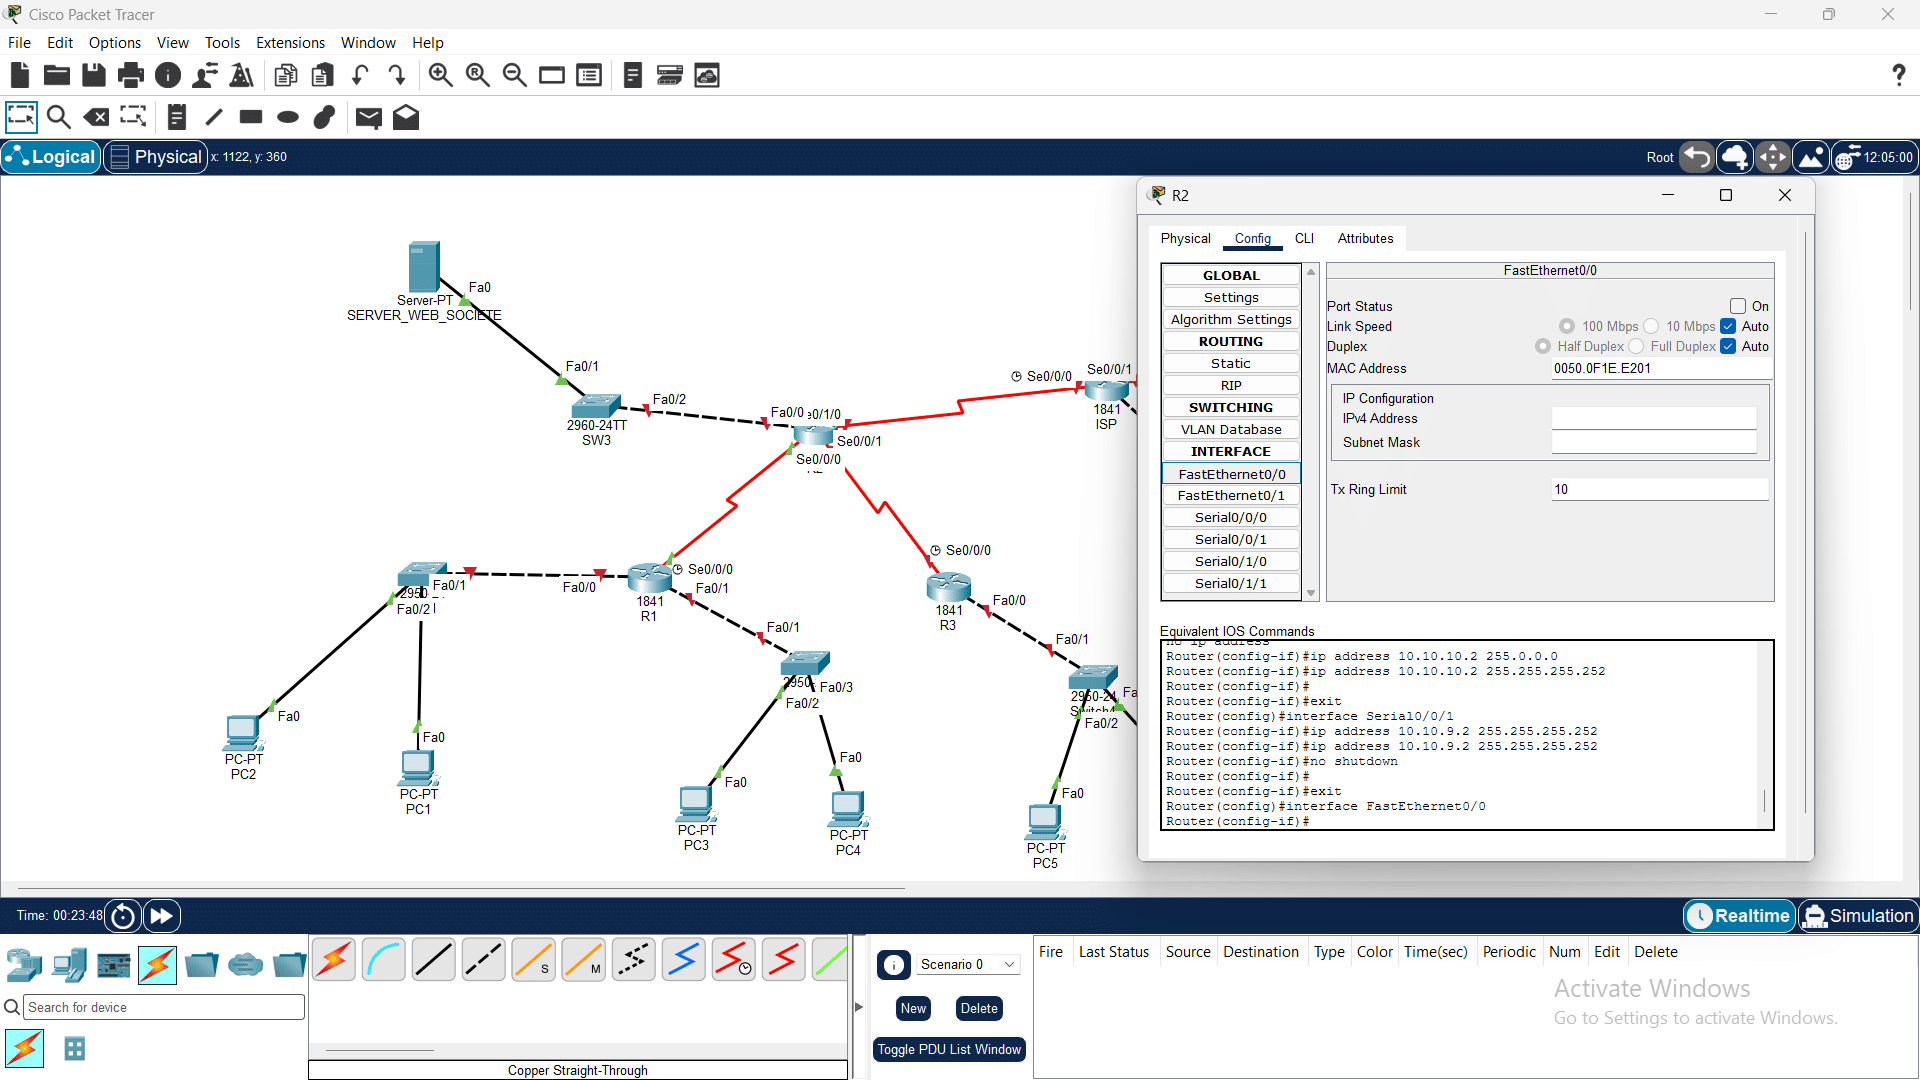 Cisco Packet Tracer
File Edit Options View Tools Extensions Window Help
Logical Physical x: 1122, y: 360
Root 12:05:00
Server-PT
SERVER_WEB_SOCIETE
Fa0
Fa0/1
2960-24TT
SW3
Fa0/2
Fa0/0
0/1/0
Se0/0/1
Se0/0/0
Se0/0/0
Se0/0/1
1841
ISP
Fa0/1
Fa0/2
Fa0/0
Se0/0/0
Fa0/1
1841
R1
Se0/0/0
1841
R3
Fa0/0
Fa0/1
Fa0/1
Fa0/3
Fa0/2
Fa0/2
Switch4
Fa
Fa0
PC-PT
PC2
Fa0
PC-PT
PC1
Fa0
PC-PT
PC3
Fa0
PC-PT
PC4
Fa0
PC-PT
PC5
R2
Physical Config CLI Attributes
GLOBAL
Settings
Algorithm Settings
ROUTING
Static
RIP
SWITCHING
VLAN Database
INTERFACE
FastEthernet0/0
FastEthernet0/1
Serial0/0/0
Serial0/0/1
Serial0/1/0
Serial0/1/1
FastEthernet0/0
Port Status On
Link Speed 100 Mbps 10 Mbps Auto
Duplex Half Duplex Full Duplex Auto
MAC Address 0050.0F1E.E201
IP Configuration
IPv4 Address
Subnet Mask
Tx Ring Limit 10
Equivalent IOS Commands
no ip address
Router(config-if)#ip address 10.10.10.2 255.0.0.0
Router(config-if)#ip address 10.10.10.2 255.255.255.252
Router(config-if)#
Router(config-if)#exit
Router(config)#interface Serial0/0/1
Router(config-if)#ip address 10.10.9.2 255.255.255.252
Router(config-if)#ip address 10.10.9.2 255.255.255.252
Router(config-if)#no shutdown
Router(config-if)#
Router(config-if)#exit
Router(config)#interface FastEthernet0/0
Router(config-if)#
Time: 00:23:48
Realtime Simulation
S M
Search for device
Copper Straight-Through
Scenario 0
New Delete
Toggle PDU List Window
Fire Last Status Source Destination Type Color Time(sec) Periodic Num Edit Delete
Activate Windows
Go to Settings to activate Windows.